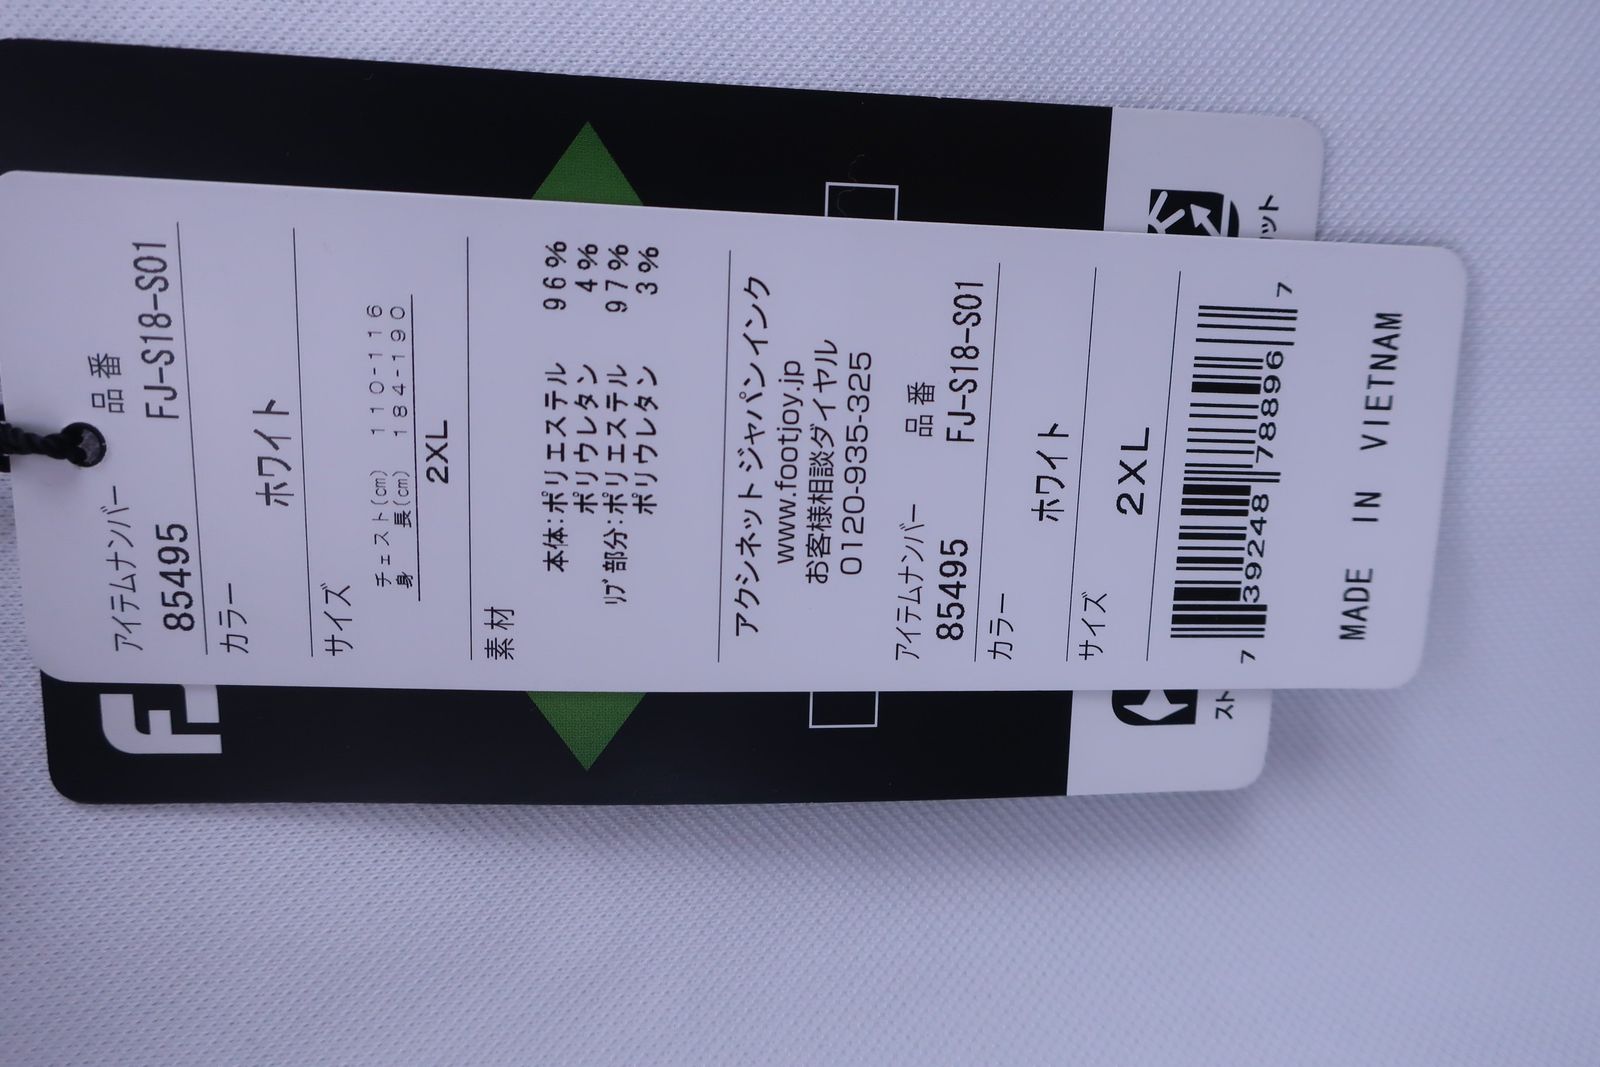 アイテムナンバー 品番
85495 FJ-S18-S01
カラー
ホワイト
サイズ
チェスト(cm) 110-116
身長(cm) 184-190
2XL
素材
本体:ポリエステル 96%
ポリウレタン 4%
リブ部分:ポリエステル 97%
ポリウレタン 3%
アクシネットジャパンインク
www.footjoy.jp
お客様相談ダイヤル
0120-935-325
アイテムナンバー 品番
85495 FJ-S18-S01
カラー
ホワイト
サイズ
2XL
7 39248 78896 7
MADE IN VIETNAM
FJ
スト
ット